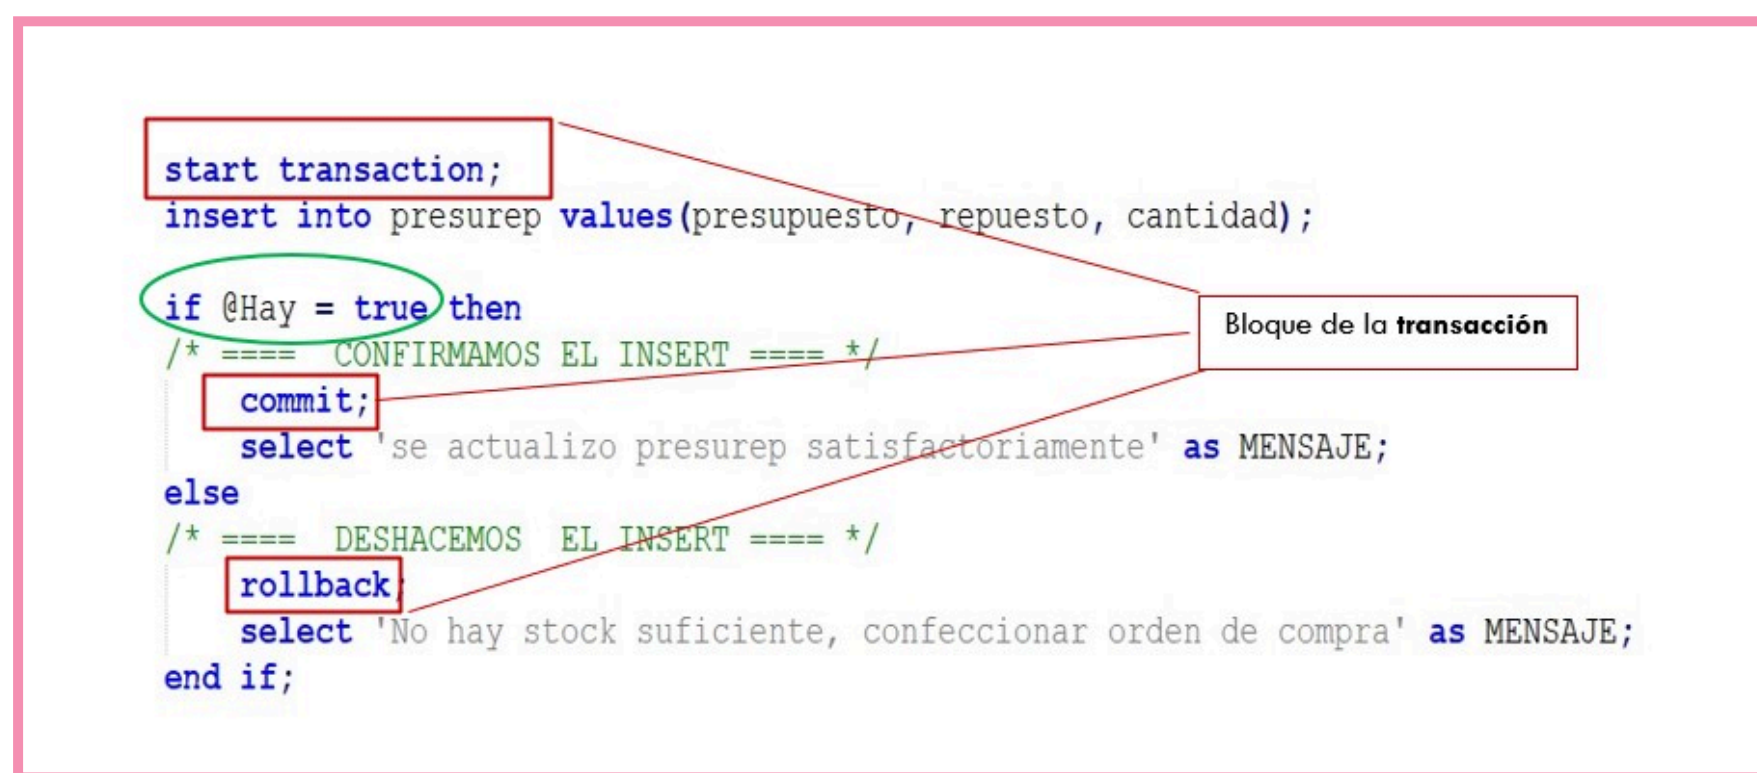 start transaction;
insert into presurep values(presupuesto, repuesto, cantidad);
if @Hay = true then
/* ==== CONFIRMAMOS EL INSERT ==== */
commit;
select 'se actualizo presurep satisfactoriamente' as MENSAJE;
else
/* ==== DESHACEMOS EL INSERT ==== */
rollback;
select 'No hay stock suficiente, confeccionar orden de compra' as MENSAJE;
end if;
Bloque de la transacción